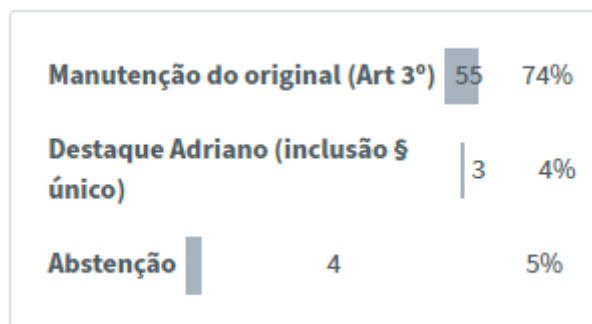 Manutenção do original (Art 3º) 55 74%
Destaque Adriano (inclusão §
único) 3 4%
Abstenção 4 5%